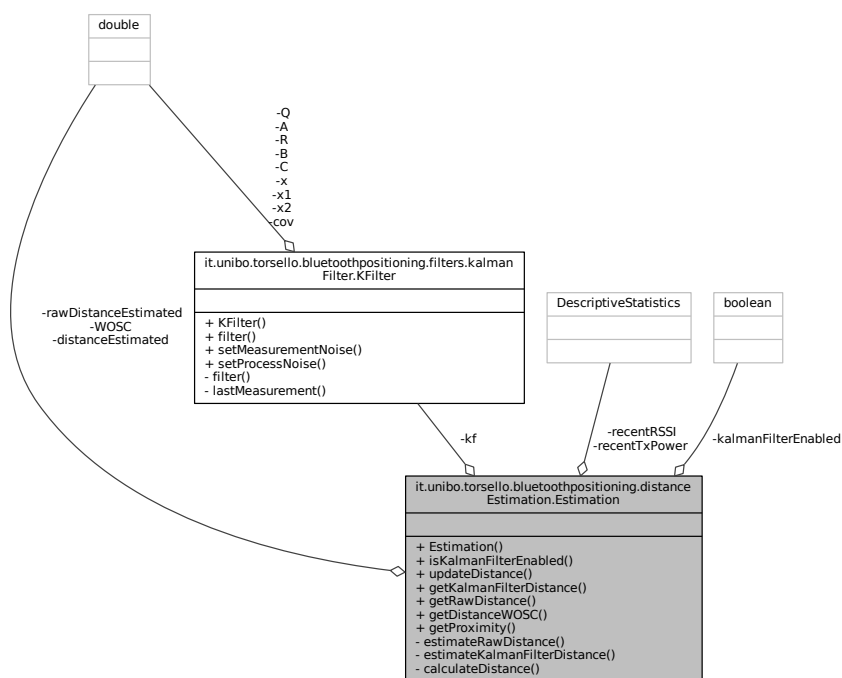 double
-Q
-A
-R
-B
-C
-x
-x1
-x2
-cov
it.unibo.torsello.bluetoothpositioning.filters.kalman
Filter.KFilter
+ KFilter()
+ filter()
+ setMeasurementNoise()
+ setProcessNoise()
- filter()
- lastMeasurement()
DescriptiveStatistics
boolean
-rawDistanceEstimated
-WOSC
-distanceEstimated
-kf
-recentRSSI
-recentTxPower
-kalmanFilterEnabled
it.unibo.torsello.bluetoothpositioning.distance
Estimation.Estimation
+ Estimation()
+ isKalmanFilterEnabled()
+ updateDistance()
+ getKalmanFilterDistance()
+ getRawDistance()
+ getDistanceWOSC()
+ getProximity()
- estimateRawDistance()
- estimateKalmanFilterDistance()
- calculateDistance()